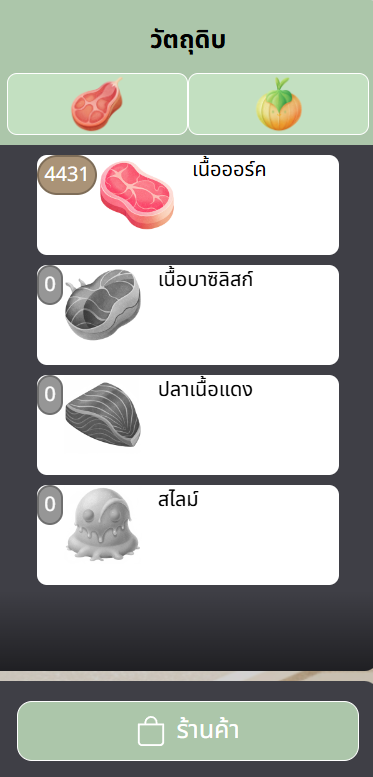 วัตถุดิบ
4431
เนื้อออร์ค
0
เนื้อบาซิลิสก์
0
ปลาเนื้อแดง
0
สไลม์
ร้านค้า